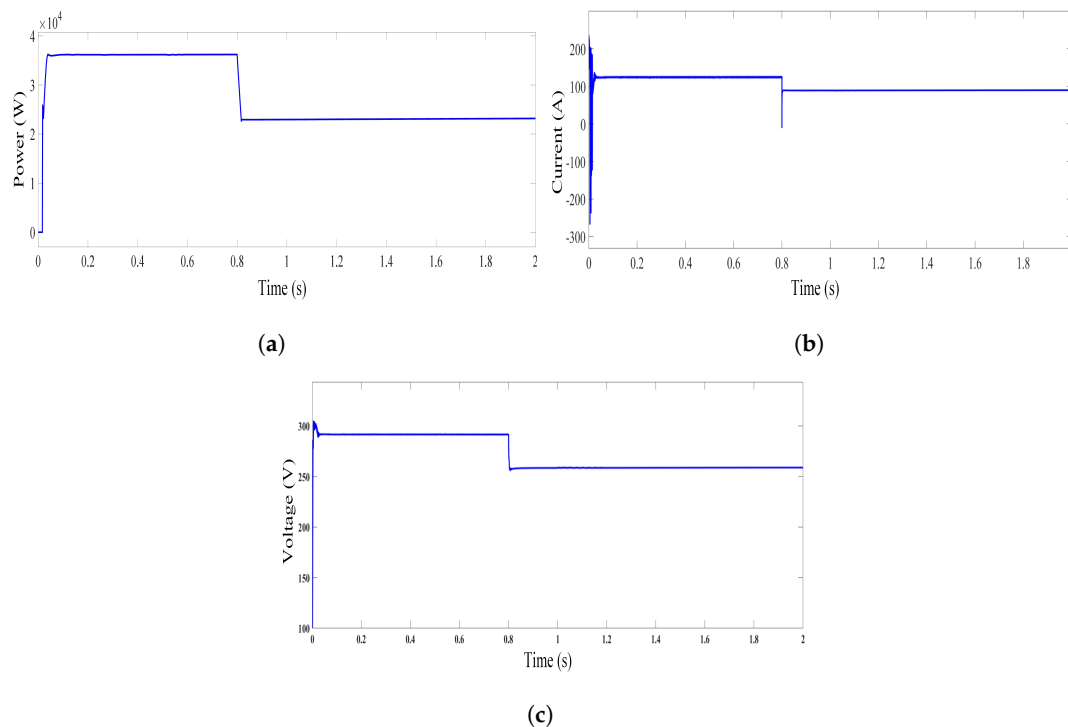 ×10⁴
4
3
2
1
0
Power (W)
0 0.2 0.4 0.6 0.8 1 1.2 1.4 1.6 1.8 2
Time (s)
(a)
200
100
0
-100
-200
-300
Current (A)
0 0.2 0.4 0.6 0.8 1 1.2 1.4 1.6 1.8
Time (s)
(b)
300
250
200
150
100
Voltage (V)
0 0.2 0.4 0.6 0.8 1 1.2 1.4 1.6 1.8 2
Time (s)
(c)